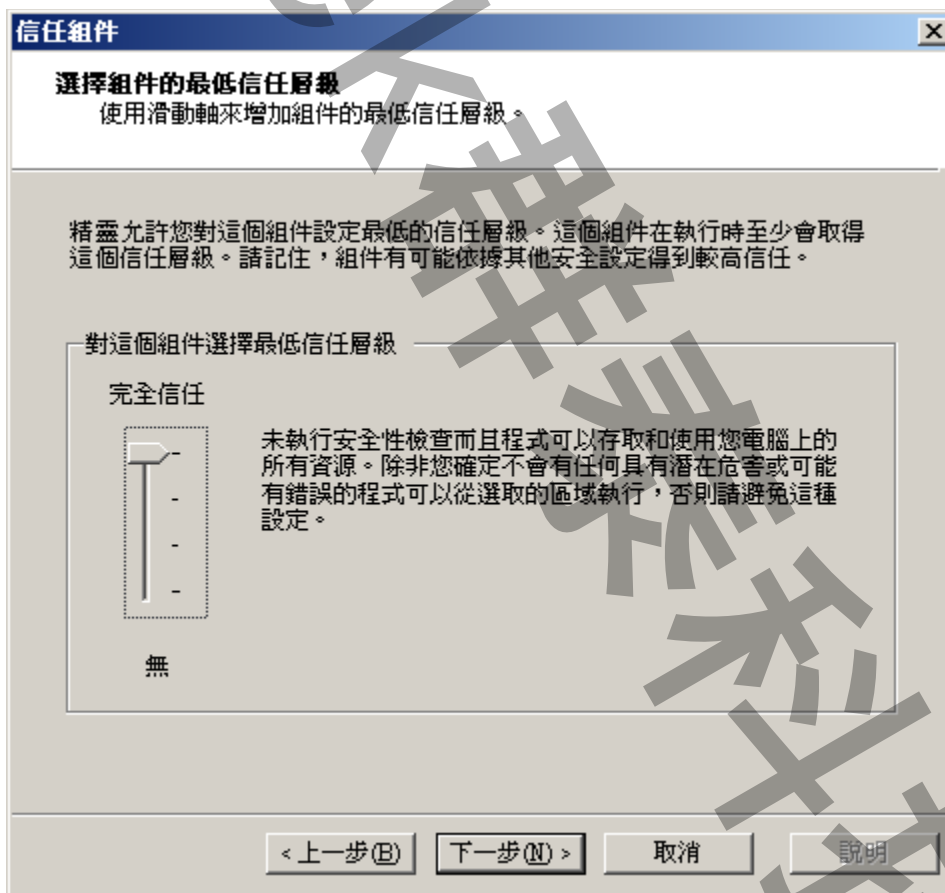 信任組件
選擇組件的最低信任層級
使用滑動軸來增加組件的最低信任層級。
精靈允許您對這個組件設定最低的信任層級。這個組件在執行時至少會取得
這個信任層級。請記住，組件有可能依據其他安全設定得到較高信任。
對這個組件選擇最低信任層級
完全信任
未執行安全性檢查而且程式可以存取和使用您電腦上的
所有資源。除非您確定不會有任何具有潛在危害或可能
有錯誤的程式可以從選取的區域執行，否則請避免這種
設定。
無
<上一步(B)
下一步(N)>
取消
說明
群泰科技